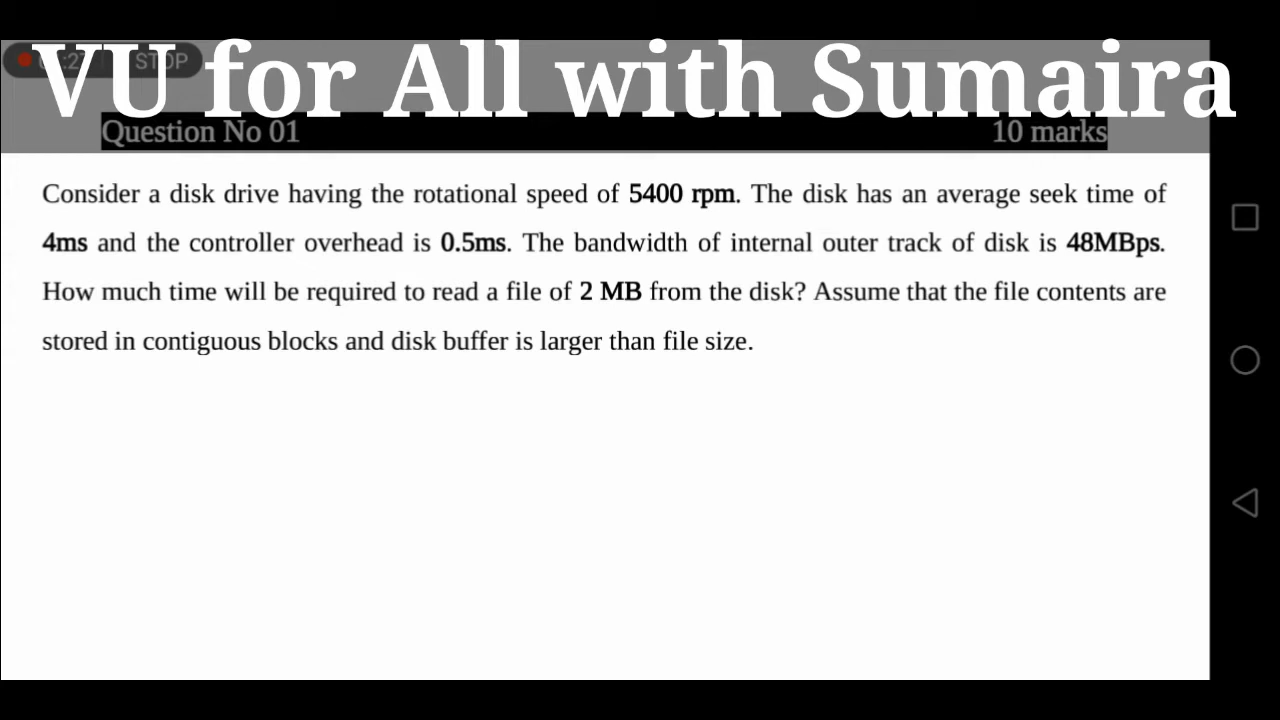 VU for All with Sumaira
STOP
Question No 01 10 marks
Consider a disk drive having the rotational speed of 5400 rpm. The disk has an average seek time of
4ms and the controller overhead is 0.5ms. The bandwidth of internal outer track of disk is 48MBps.
How much time will be required to read a file of 2 MB from the disk? Assume that the file contents are
stored in contiguous blocks and disk buffer is larger than file size.